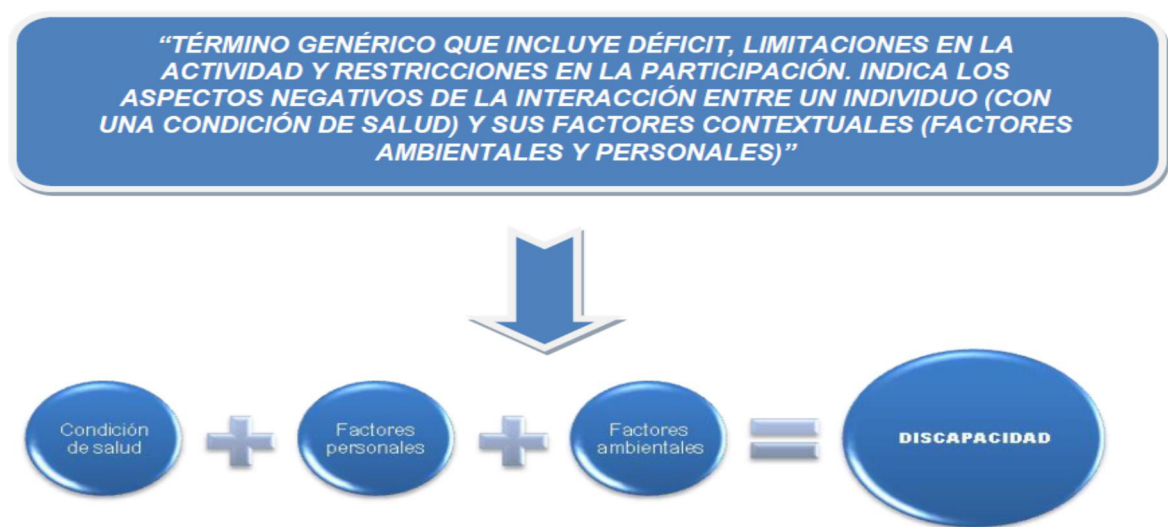 “TÉRMINO GENÉRICO QUE INCLUYE DÉFICIT, LIMITACIONES EN LA
ACTIVIDAD Y RESTRICCIONES EN LA PARTICIPACIÓN. INDICA LOS
ASPECTOS NEGATIVOS DE LA INTERACCIÓN ENTRE UN INDIVIDUO (CON
UNA CONDICIÓN DE SALUD) Y SUS FACTORES CONTEXTUALES (FACTORES
AMBIENTALES Y PERSONALES)”
Condición
de salud
Factores
personales
Factores
ambientales
DISCAPACIDAD